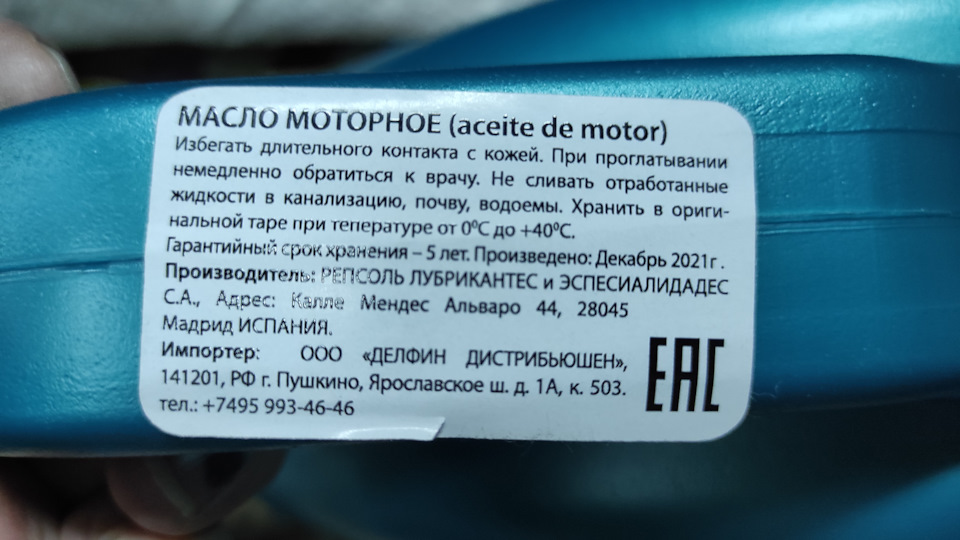 МАСЛО МОТОРНОЕ (aceite de motor)
Избегать длительного контакта с кожей. При проглатывании
немедленно обратиться к врачу. Не сливать отработанные
жидкости в канализацию, почву, водоемы. Хранить в ориги-
нальной таре при тепературе от 0⁰С до +40⁰С.
Гарантийный срок хранения – 5 лет. Произведено: Декабрь 2021г.
Производитель: РЕПСОЛЬ ЛУБРИКАНТЕС и ЭСПЕСИАЛИДАДЕС
С.А., Адрес: Калле Мендес Альваро 44, 28045
Мадрид ИСПАНИЯ.
Импортер: ООО «ДЕЛФИН ДИСТРИБЬЮШЕН»,
141201, РФ г. Пушкино, Ярославское ш. д. 1А, к. 503.
тел.: +7495 993-46-46
ЕАС